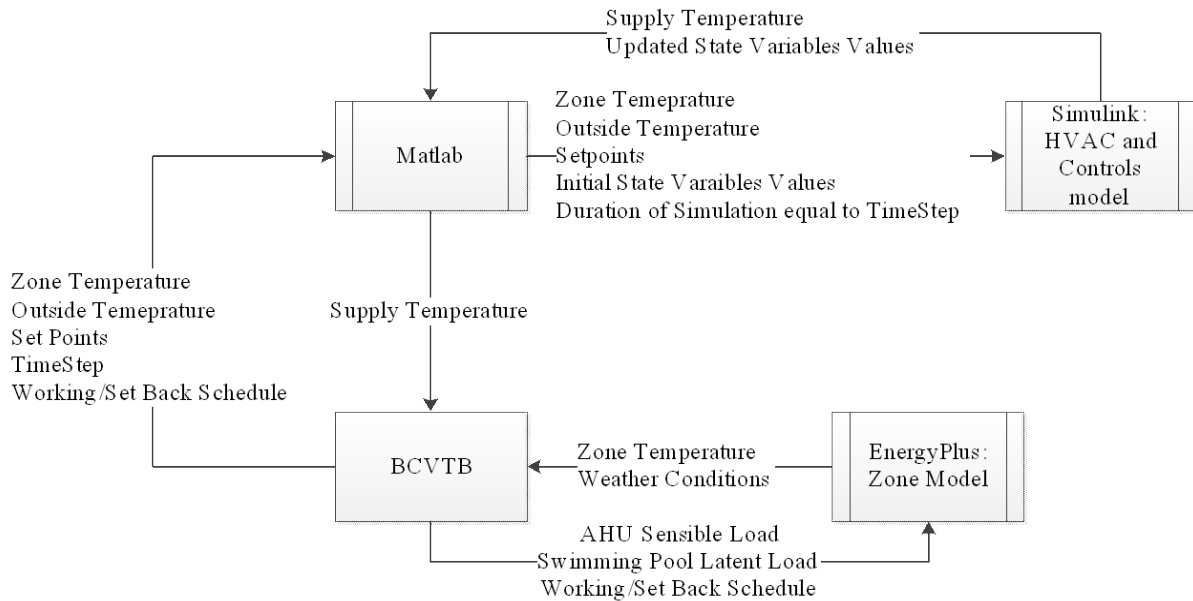 Supply Temperature
Updated State Variables Values
Matlab
Zone Temeprature
Outside Temperature
Setpoints
Initial State Varaibles Values
Duration of Simulation equal to TimeStep
Simulink:
HVAC and
Controls
model
Zone Temperature
Outside Temeprature
Set Points
TimeStep
Working/Set Back Schedule
Supply Temperature
BCVTB
Zone Temperature
Weather Conditions
EnergyPlus:
Zone Model
AHU Sensible Load
Swimming Pool Latent Load
Working/Set Back Schedule